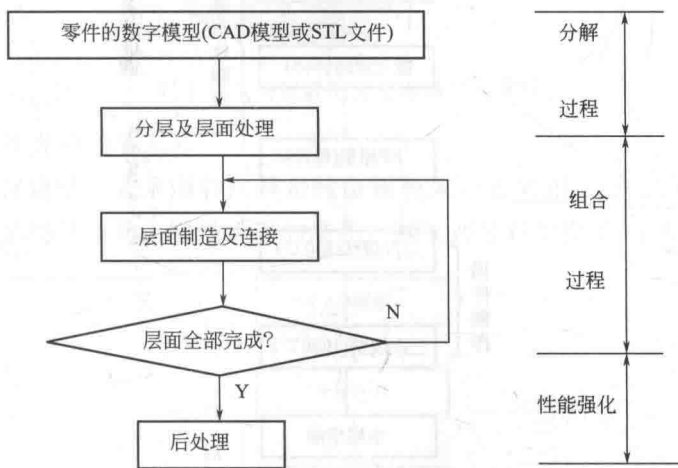 零件的数字模型(CAD模型或STL文件)
分解
过程
分层及层面处理
组合
层面制造及连接
过程
N
层面全部完成?
Y
性能强化
后处理